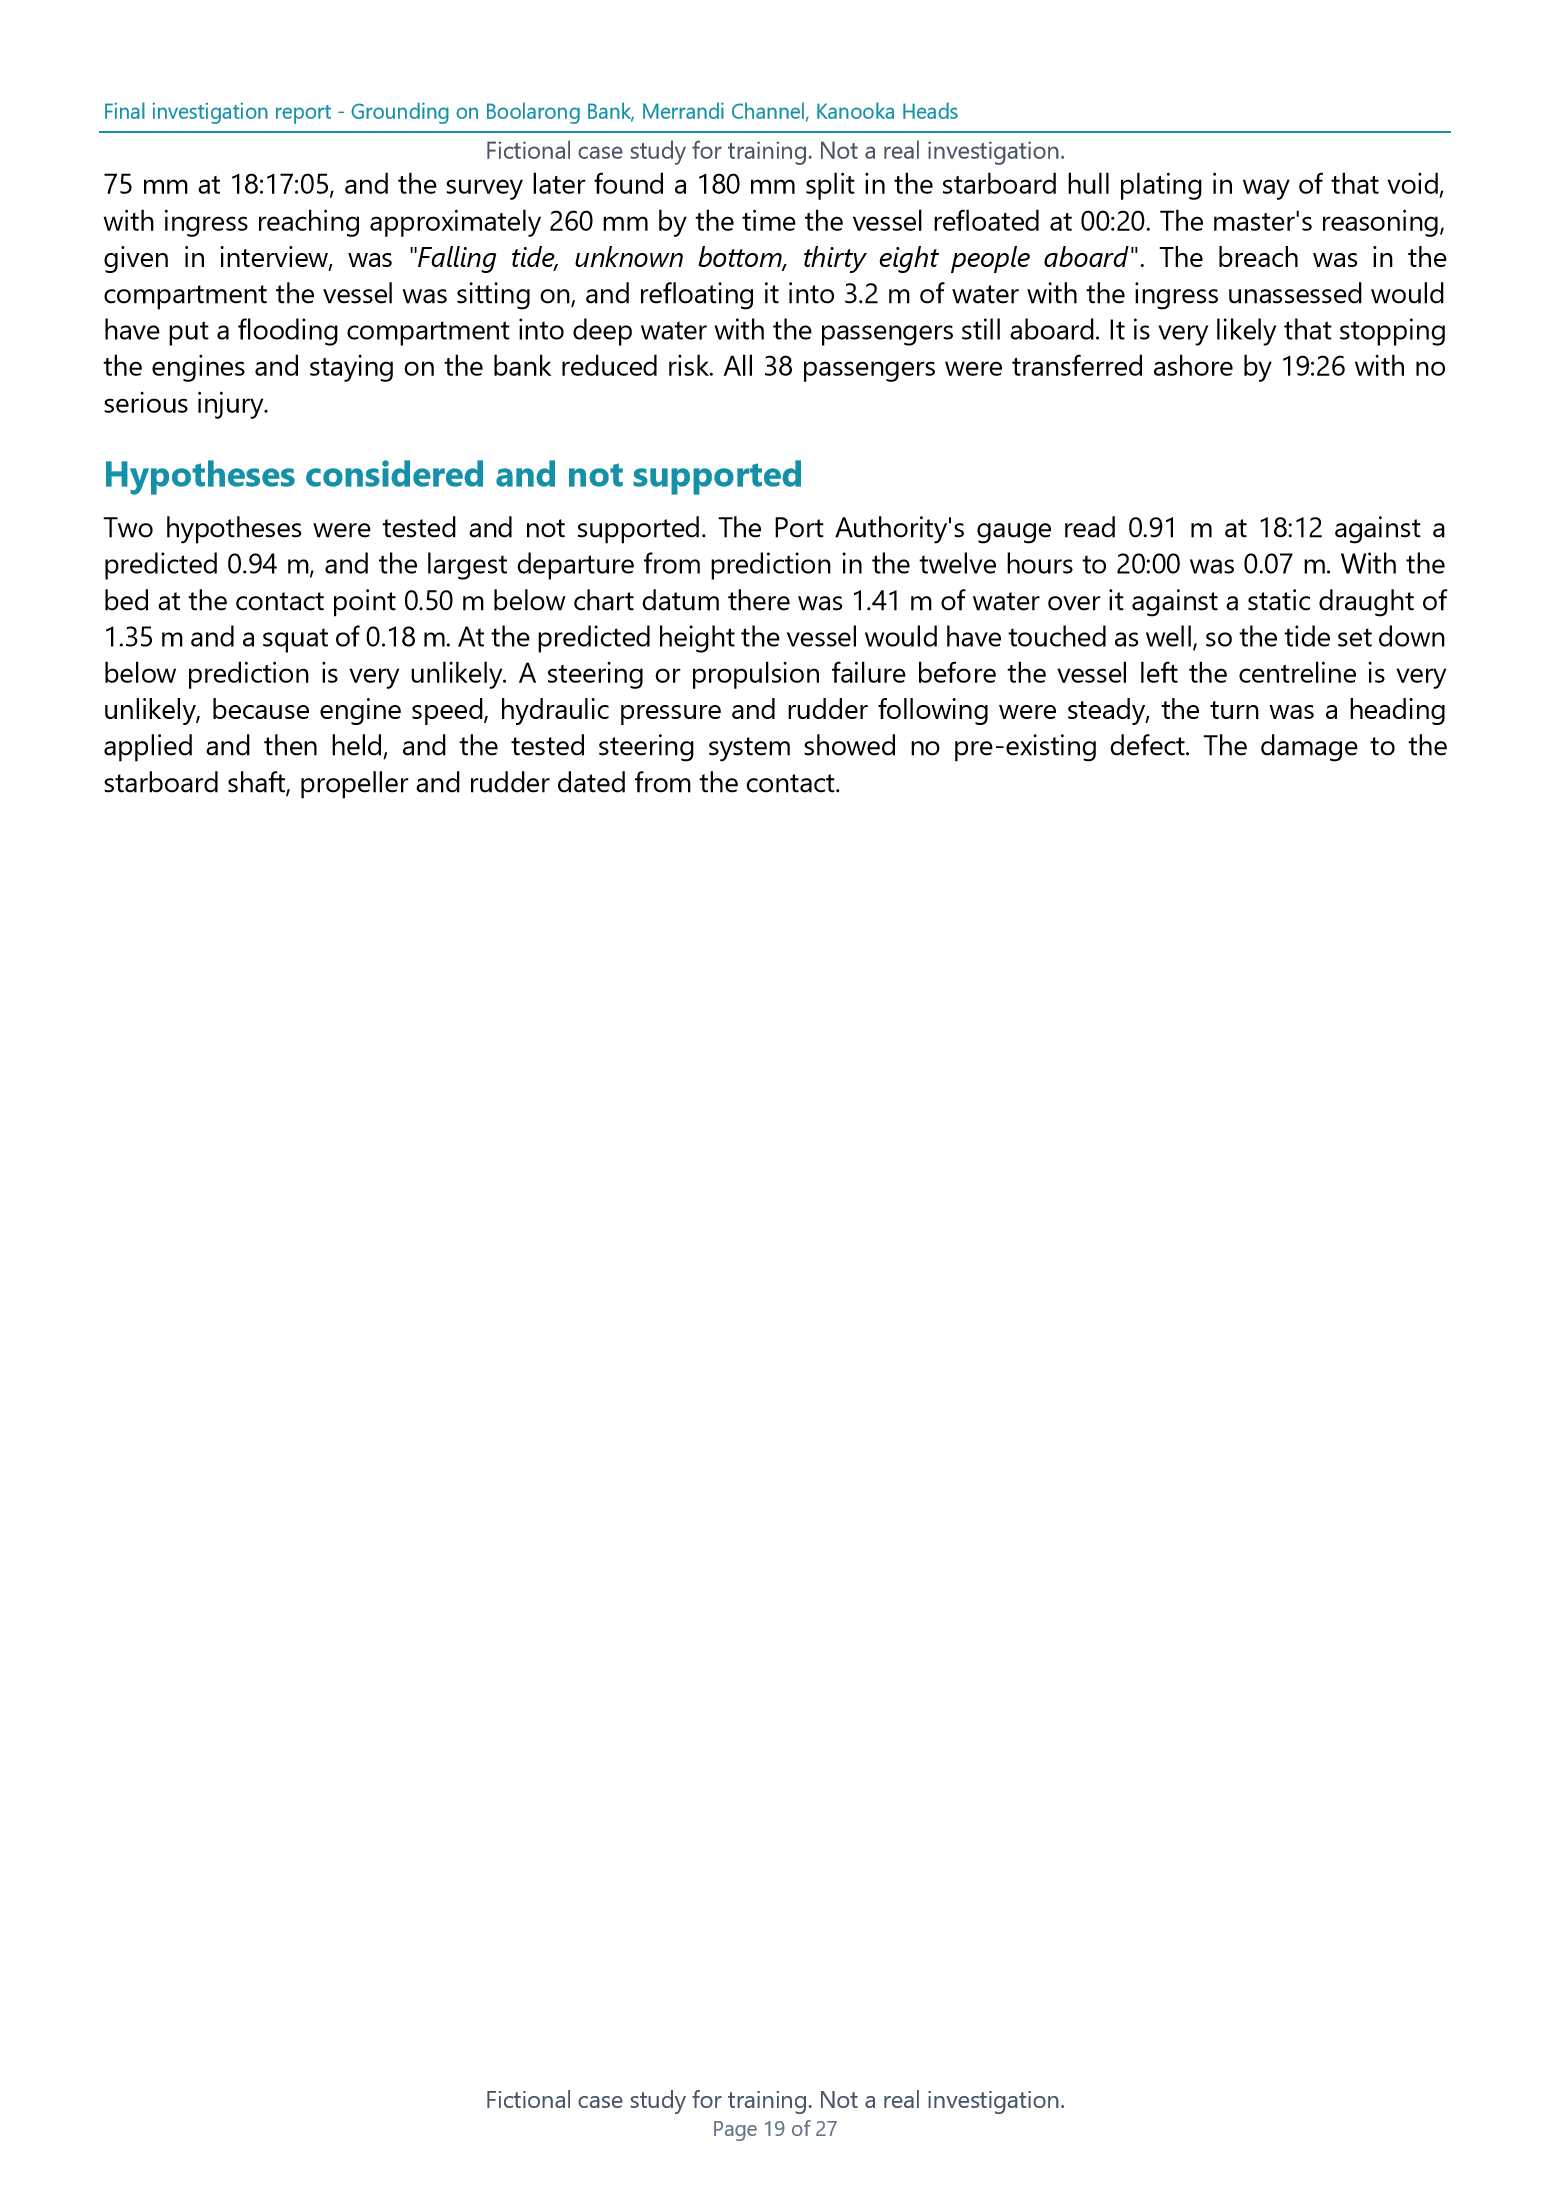 Final investigation report - Grounding on Boolarong Bank, Merrandi Channel, Kanooka Heads
Fictional case study for training. Not a real investigation.
75 mm at 18:17:05, and the survey later found a 180 mm split in the starboard hull plating in way of that void,
with ingress reaching approximately 260 mm by the time the vessel refloated at 00:20. The master's reasoning,
given in interview, was "Falling tide, unknown bottom, thirty eight people aboard". The breach was in the
compartment the vessel was sitting on, and refloating it into 3.2 m of water with the ingress unassessed would
have put a flooding compartment into deep water with the passengers still aboard. It is very likely that stopping
the engines and staying on the bank reduced risk. All 38 passengers were transferred ashore by 19:26 with no
serious injury.
Hypotheses considered and not supported
Two hypotheses were tested and not supported. The Port Authority's gauge read 0.91 m at 18:12 against a
predicted 0.94 m, and the largest departure from prediction in the twelve hours to 20:00 was 0.07 m. With the
bed at the contact point 0.50 m below chart datum there was 1.41 m of water over it against a static draught of
1.35 m and a squat of 0.18 m. At the predicted height the vessel would have touched as well, so the tide set down
below prediction is very unlikely. A steering or propulsion failure before the vessel left the centreline is very
unlikely, because engine speed, hydraulic pressure and rudder following were steady, the turn was a heading
applied and then held, and the tested steering system showed no pre-existing defect. The damage to the
starboard shaft, propeller and rudder dated from the contact.
Fictional case study for training. Not a real investigation.
Page 19 of 27